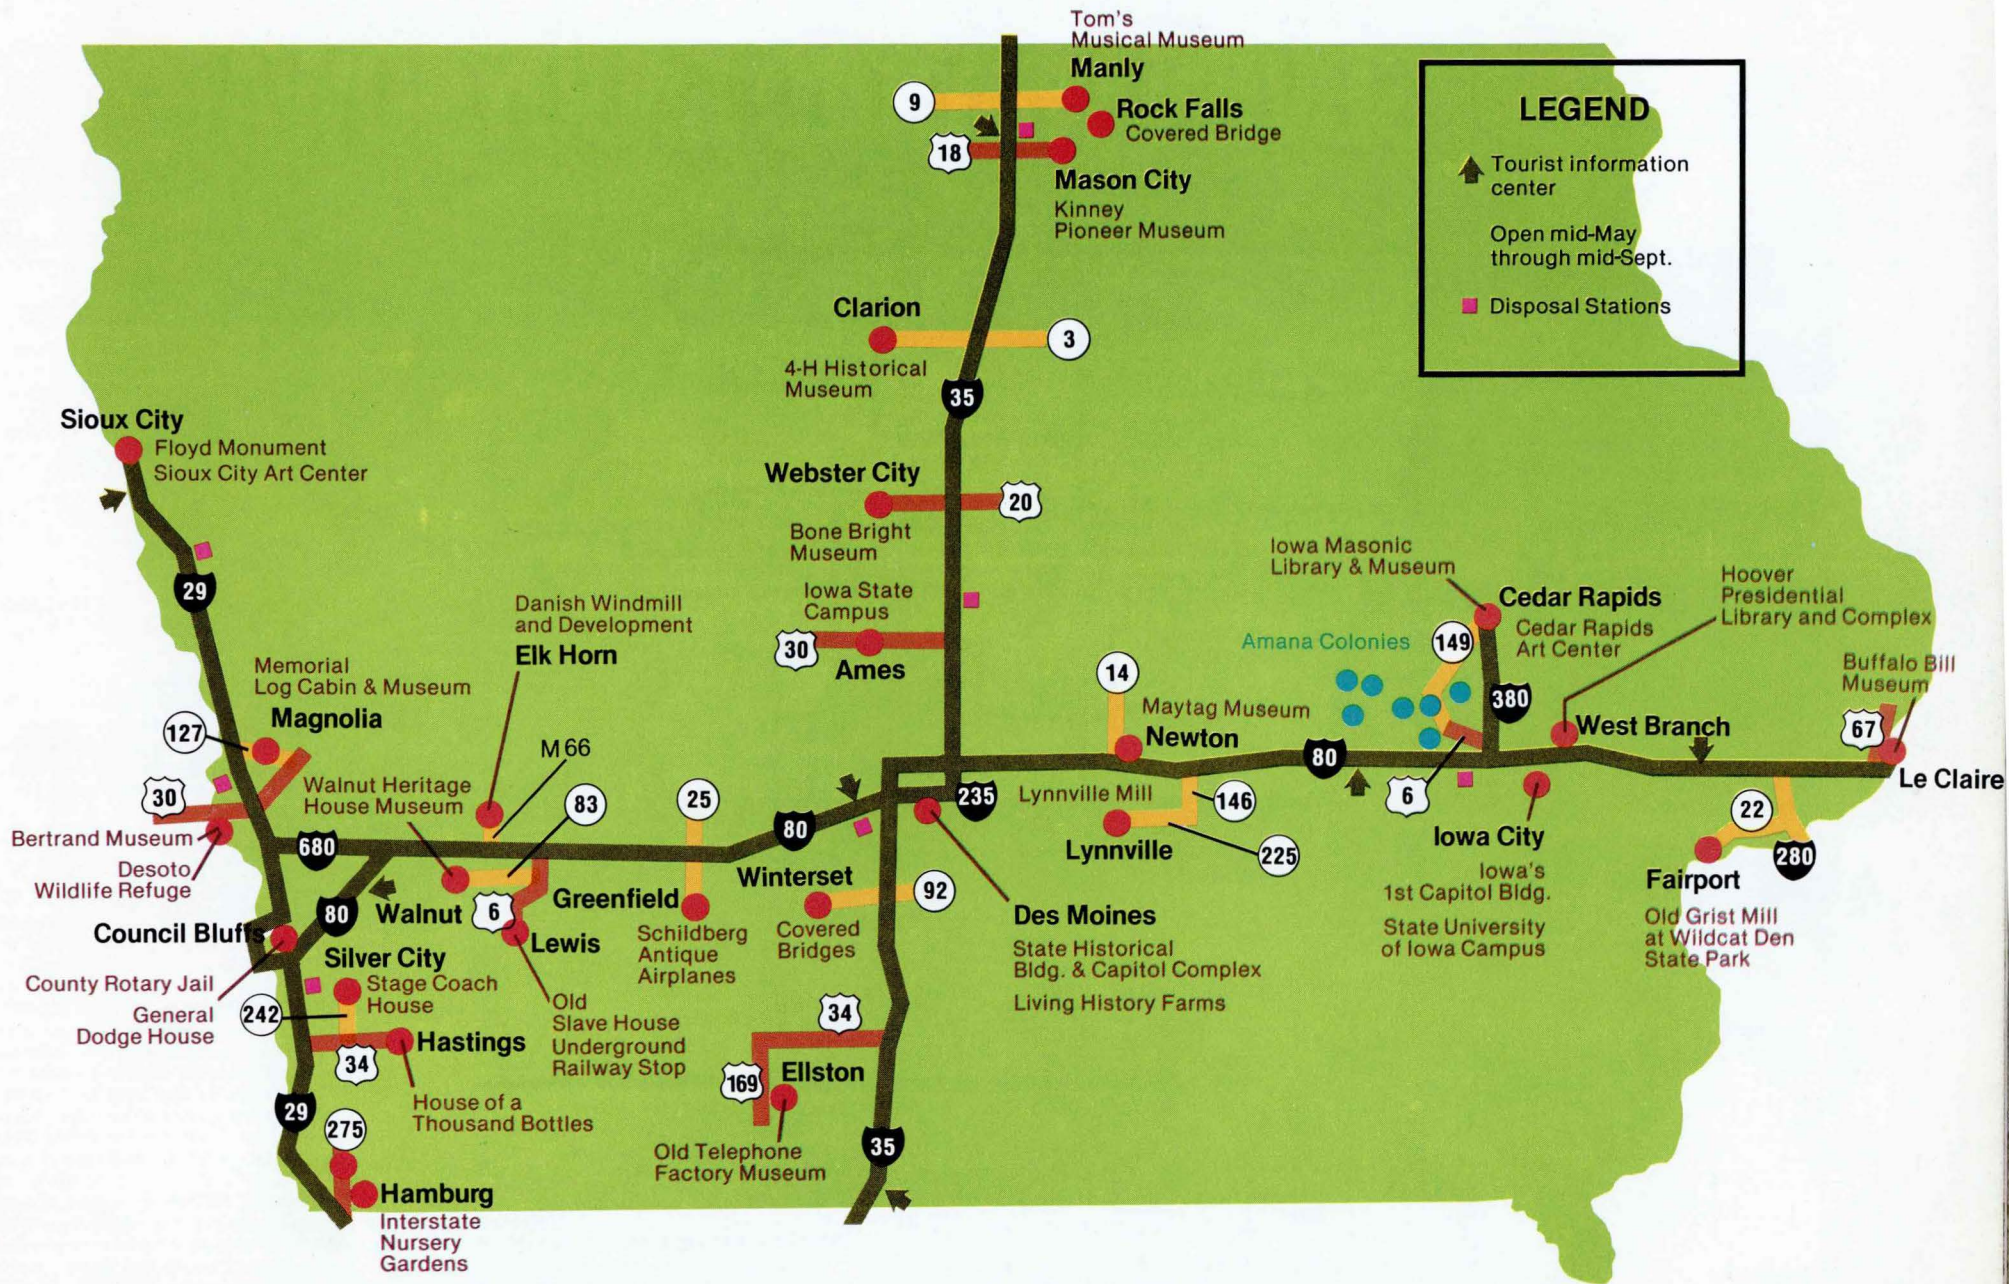 Tom's
Musical Museum
Manly
9
Rock Falls
Covered Bridge
18
Mason City
Kinney
Pioneer Museum
LEGEND
Tourist information
center
Open mid-May
through mid-Sept.
Disposal Stations
Clarion
3
4-H Historical
Museum
35
Sioux City
Floyd Monument
Sioux City Art Center
Webster City
20
Bone Bright
Museum
29
Iowa State
Campus
30
Ames
Danish Windmill
and Development
Elk Horn
M 66
Memorial
Log Cabin & Museum
Magnolia
127
30
Walnut Heritage
House Museum
83
25
Bertrand Museum
Desoto
Wildlife Refuge
680
80
Walnut
6
Lewis
Old
Slave House
Underground
Railway Stop
Greenfield
Schildberg
Antique
Airplanes
80
Winterset
Covered
Bridges
92
235
Des Moines
State Historical
Bldg. & Capitol Complex
Living History Farms
14
Maytag Museum
Newton
Lynnville Mill
146
Lynnville
225
80
Iowa Masonic
Library & Museum
Cedar Rapids
Cedar Rapids
Art Center
149
Amana Colonies
380
6
Hoover
Presidential
Library and Complex
West Branch
Iowa City
Iowa's
1st Capitol Bldg.
State University
of Iowa Campus
Buffalo Bill
Museum
67
Le Claire
22
280
Fairport
Old Grist Mill
at Wildcat Den
State Park
Council Bluffs
County Rotary Jail
General
Dodge House
Silver City
Stage Coach
House
242
34
Hastings
House of a
Thousand Bottles
29
275
Hamburg
Interstate
Nursery
Gardens
34
169
Ellston
Old Telephone
Factory Museum
35